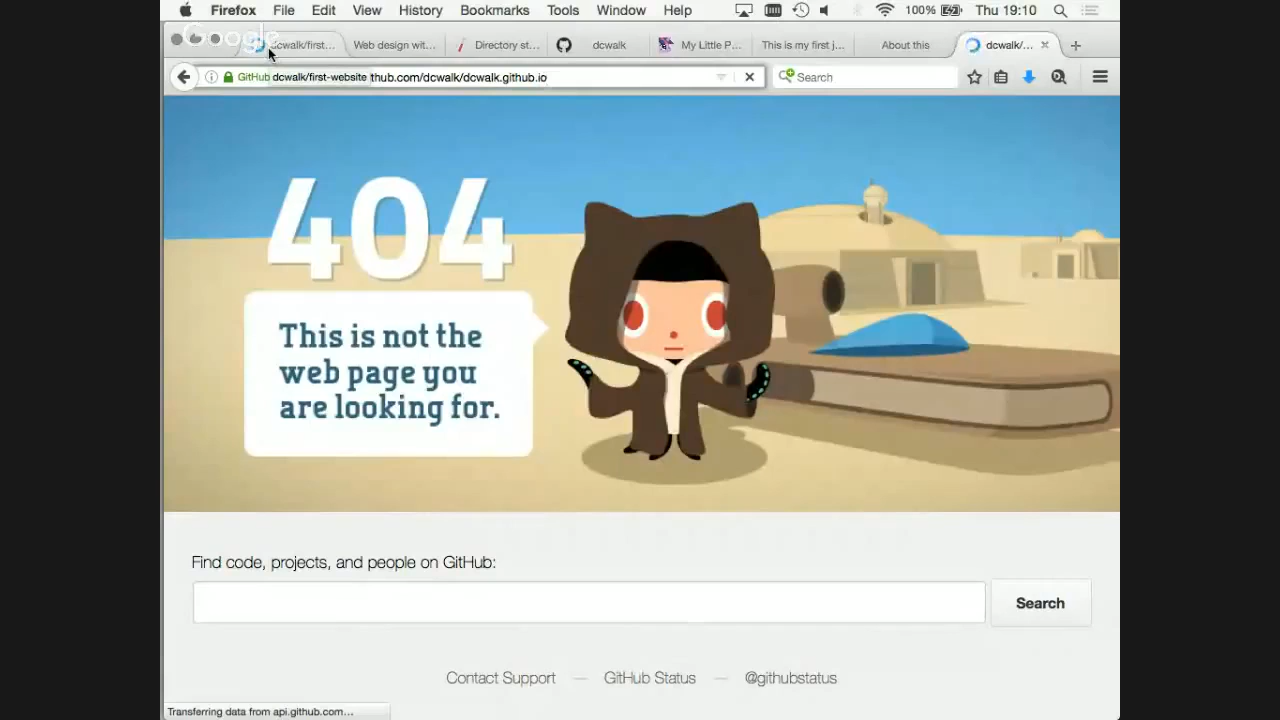 Firefox File Edit View History Bookmarks Tools Window Help 100% Thu 19:10
Google
dcwalk/first... Web design wit... Directory st... dcwalk My Little P... This is my first j... About this dcwalk/...
GitHub dcwalk/first-website thub.com/dcwalk/dcwalk.github.io Search
404
This is not the
web page you
are looking for.
Find code, projects, and people on GitHub:
Search
Contact Support — GitHub Status — @githubstatus
Transferring data from api.github.com...